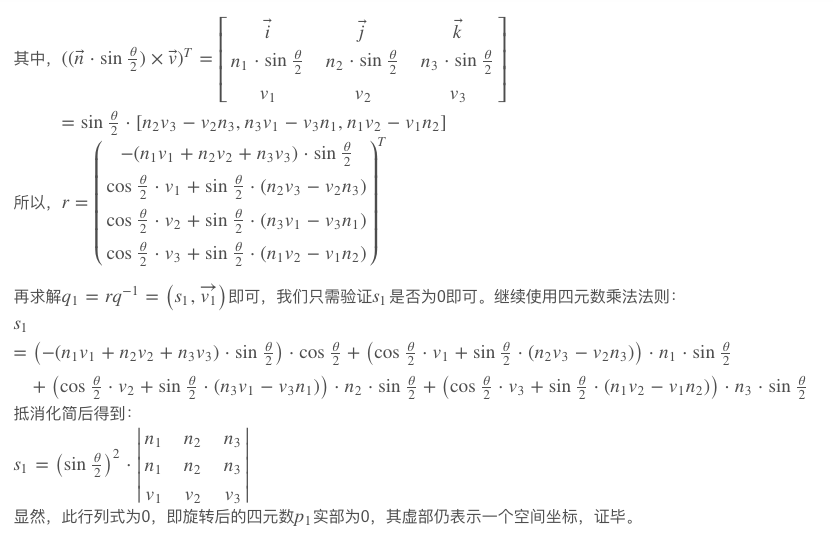 其中，$((\vec{n} \cdot \sin \frac{\theta}{2}) \times \vec{v})^T = \begin{bmatrix} \vec{i} & \vec{j} & \vec{k} \\ n_1 \cdot \sin \frac{\theta}{2} & n_2 \cdot \sin \frac{\theta}{2} & n_3 \cdot \sin \frac{\theta}{2} \\ v_1 & v_2 & v_3 \end{bmatrix}$
$= \sin \frac{\theta}{2} \cdot [n_2v_3 - v_2n_3, n_3v_1 - v_3n_1, n_1v_2 - v_1n_2]$
所以，$r = \begin{pmatrix} -(n_1v_1 + n_2v_2 + n_3v_3) \cdot \sin \frac{\theta}{2} \\ \cos \frac{\theta}{2} \cdot v_1 + \sin \frac{\theta}{2} \cdot (n_2v_3 - v_2n_3) \\ \cos \frac{\theta}{2} \cdot v_2 + \sin \frac{\theta}{2} \cdot (n_3v_1 - v_3n_1) \\ \cos \frac{\theta}{2} \cdot v_3 + \sin \frac{\theta}{2} \cdot (n_1v_2 - v_1n_2) \end{pmatrix}^T$
再求解$q_1 = rq^{-1} = \left(s_1, \overrightarrow{v_1}\right)$即可，我们只需验证$s_1$是否为0即可。继续使用四元数乘法法则：
$s_1$
$= \left(-(n_1v_1 + n_2v_2 + n_3v_3) \cdot \sin \frac{\theta}{2}\right) \cdot \cos \frac{\theta}{2} + \left(\cos \frac{\theta}{2} \cdot v_1 + \sin \frac{\theta}{2} \cdot (n_2v_3 - v_2n_3)\right) \cdot n_1 \cdot \sin \frac{\theta}{2}$
$+ \left(\cos \frac{\theta}{2} \cdot v_2 + \sin \frac{\theta}{2} \cdot (n_3v_1 - v_3n_1)\right) \cdot n_2 \cdot \sin \frac{\theta}{2} + \left(\cos \frac{\theta}{2} \cdot v_3 + \sin \frac{\theta}{2} \cdot (n_1v_2 - v_1n_2)\right) \cdot n_3 \cdot \sin \frac{\theta}{2}$
抵消化简后得到：
$s_1 = \left(\sin \frac{\theta}{2}\right)^2 \cdot \begin{vmatrix} n_1 & n_2 & n_3 \\ n_1 & n_2 & n_3 \\ v_1 & v_2 & v_3 \end{vmatrix}$
显然，此行列式为0，即旋转后的四元数$p_1$实部为0，其虚部仍表示一个空间坐标，证毕。